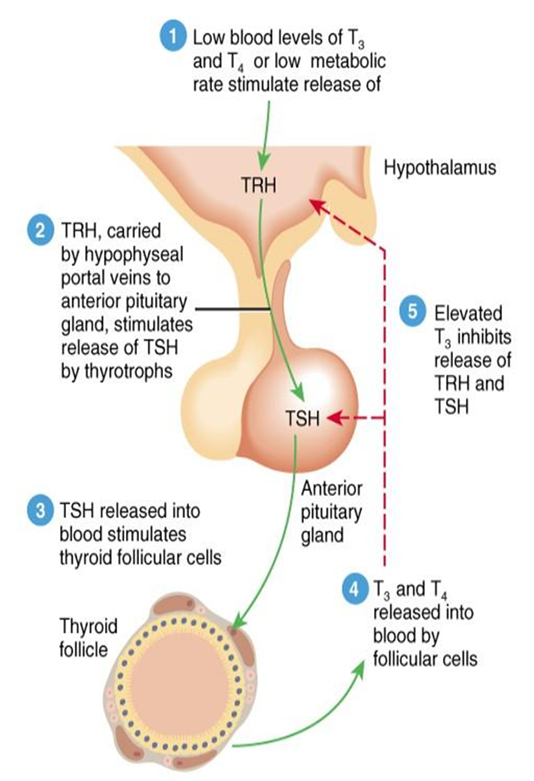 1 Low blood levels of T3
and T4 or low metabolic
rate stimulate release of
Hypothalamus
TRH
2 TRH, carried
by hypophyseal
portal veins to
anterior pituitary
gland, stimulates
release of TSH
by thyrotrophs
5 Elevated
T3 inhibits
release of
TRH and
TSH
TSH
Anterior
pituitary
gland
3 TSH released into
blood stimulates
thyroid follicular cells
4 T3 and T4
released into
blood by
follicular cells
Thyroid
follicle